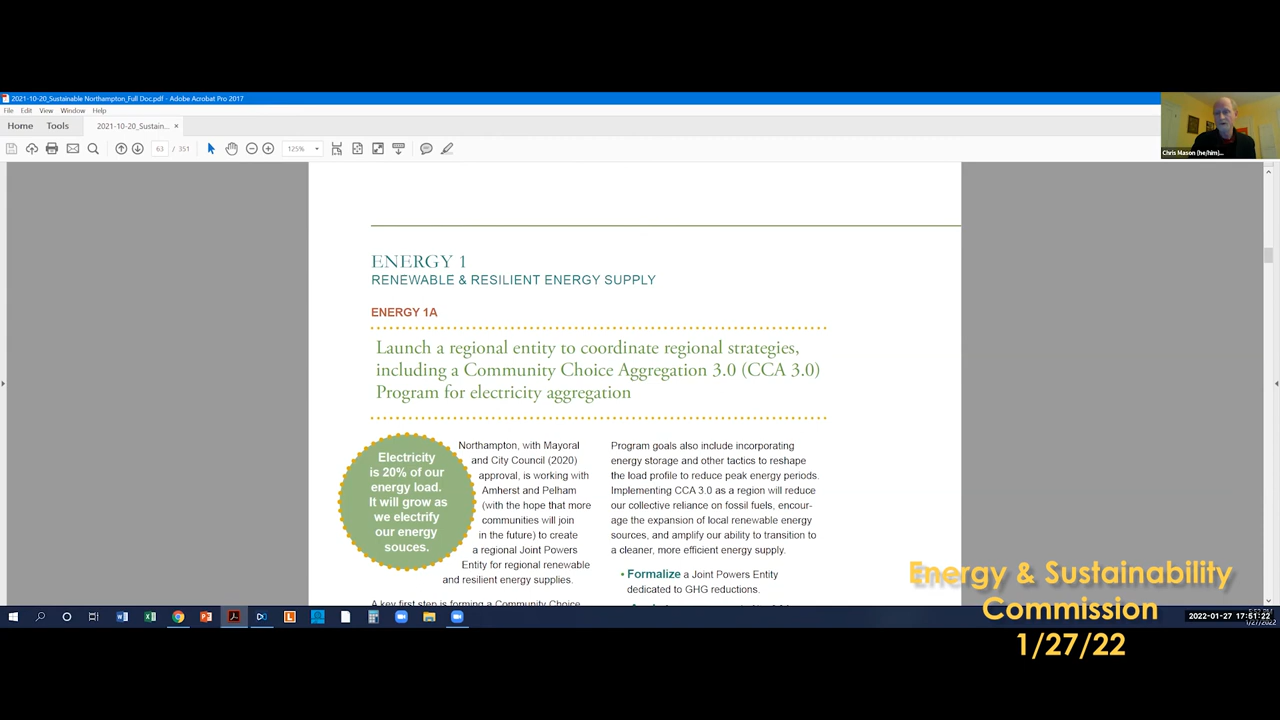 2021-10-20_Sustainable Northampton_Full Doc.pdf - Adobe Acrobat Pro 2017
File Edit View Window Help
Home Tools 2021-10-20_Sustain... ×
63 / 351 125%
Chris Mason (he/him)...
ENERGY 1
RENEWABLE & RESILIENT ENERGY SUPPLY
ENERGY 1A
Launch a regional entity to coordinate regional strategies,
including a Community Choice Aggregation 3.0 (CCA 3.0)
Program for electricity aggregation
Electricity
is 20% of our
energy load.
It will grow as
we electrify
our energy
souces.
Northampton, with Mayoral
and City Council (2020)
approval, is working with
Amherst and Pelham
(with the hope that more
communities will join
in the future) to create
a regional Joint Powers
Entity for regional renewable
and resilient energy supplies.
A key first step is forming a Community Choice
Program goals also include incorporating
energy storage and other tactics to reshape
the load profile to reduce peak energy periods.
Implementing CCA 3.0 as a region will reduce
our collective reliance on fossil fuels, encour-
age the expansion of local renewable energy
sources, and amplify our ability to transition to
a cleaner, more efficient energy supply.
• Formalize a Joint Powers Entity
dedicated to GHG reductions.
Energy & Sustainability
Commission
1/27/22
2022-01-27 17:51:22